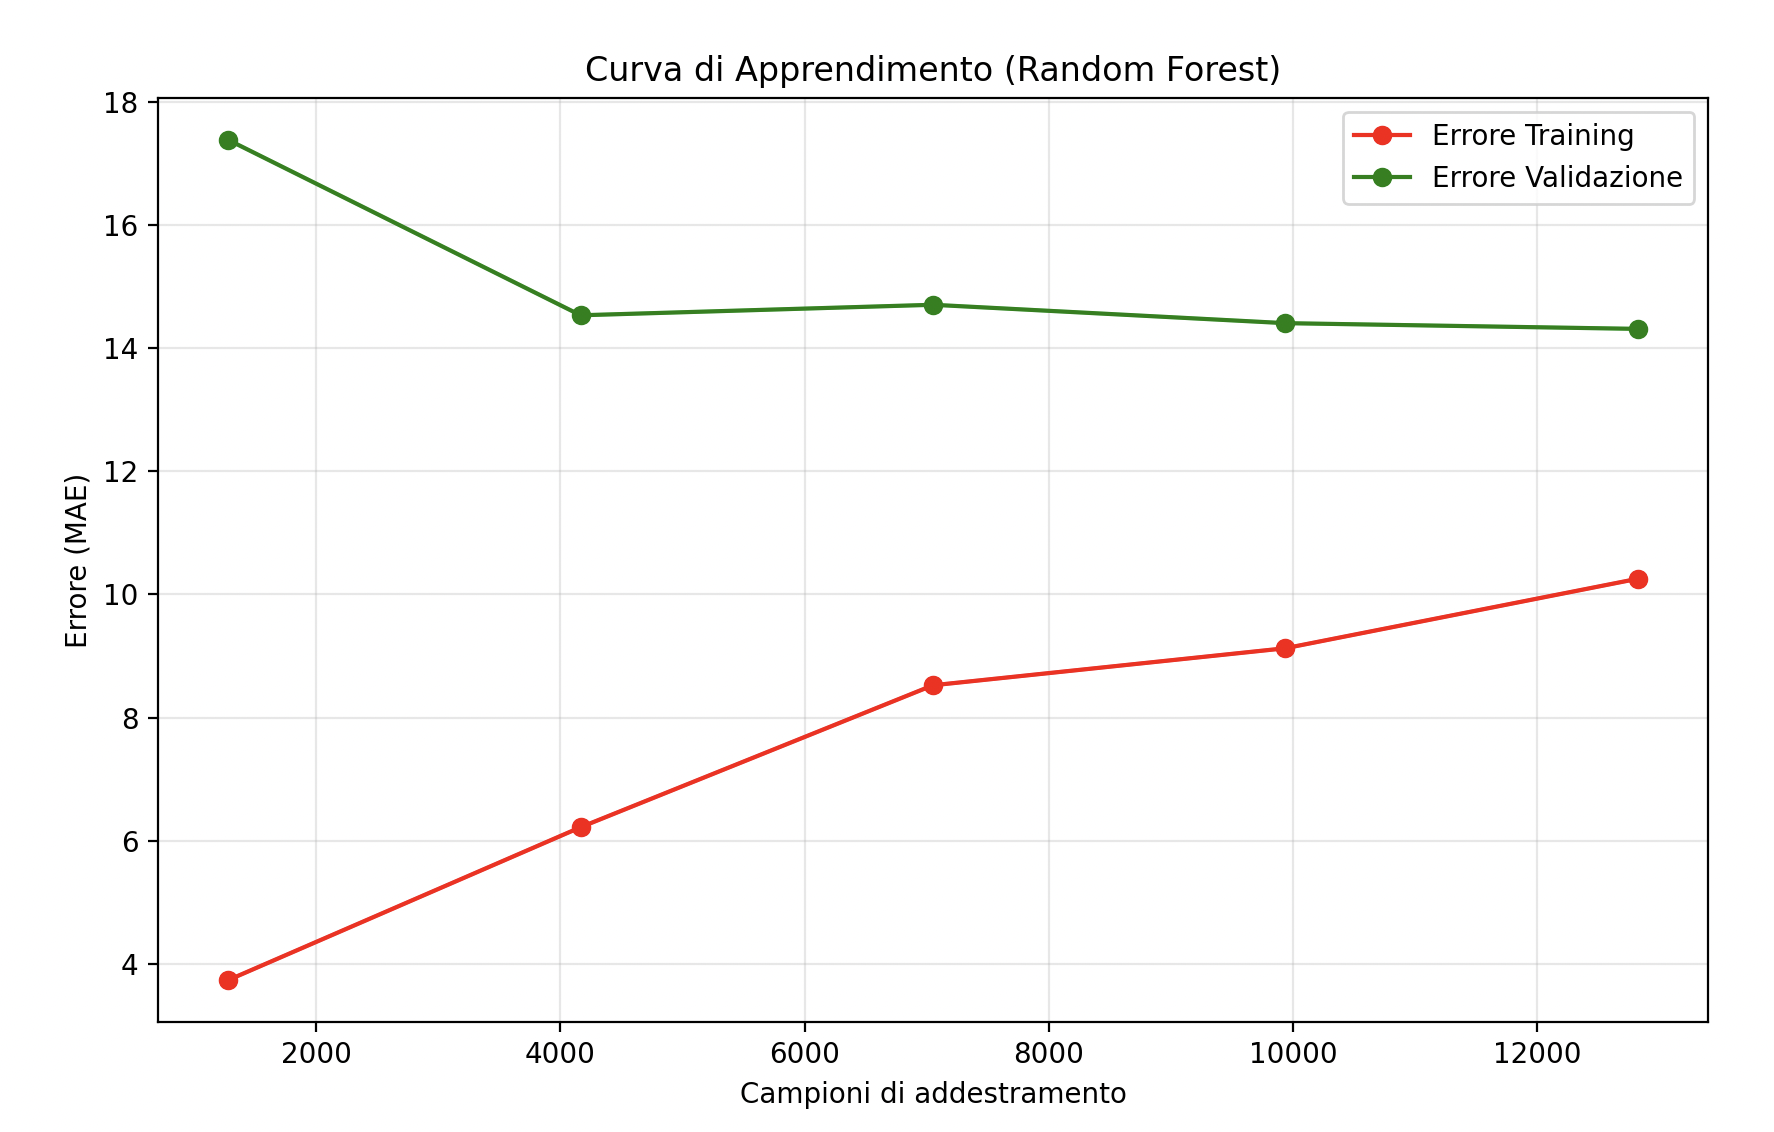 Curva di Apprendimento (Random Forest)
Errore Training
Errore Validazione
18
16
14
12
10
8
6
4
Errore (MAE)
2000 4000 6000 8000 10000 12000
Campioni di addestramento